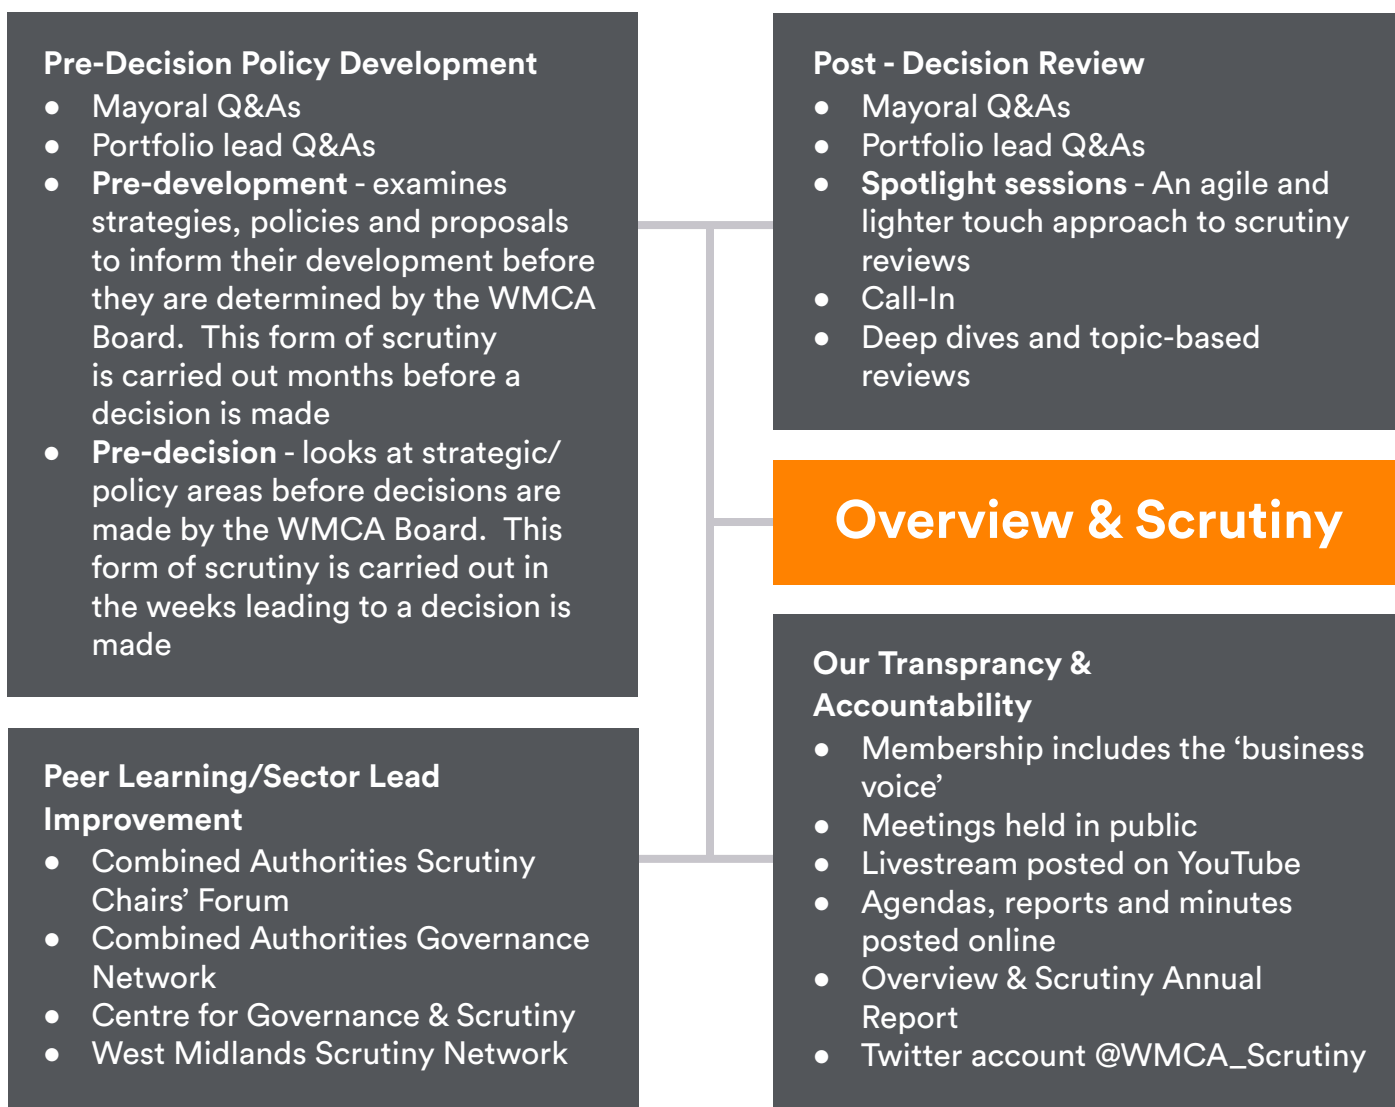 Pre-Decision Policy Development
● Mayoral Q&As
● Portfolio lead Q&As
● Pre-development - examines
strategies, policies and proposals
to inform their development before
they are determined by the WMCA
Board.  This form of scrutiny
is carried out months before a
decision is made
● Pre-decision - looks at strategic/
policy areas before decisions are
made by the WMCA Board.  This
form of scrutiny is carried out in
the weeks leading to a decision is
made
Peer Learning/Sector Lead
Improvement
● Combined Authorities Scrutiny
Chairs’ Forum
● Combined Authorities Governance
Network
● Centre for Governance & Scrutiny
● West Midlands Scrutiny Network
Post - Decision Review
● Mayoral Q&As
● Portfolio lead Q&As
● Spotlight sessions - An agile and
lighter touch approach to scrutiny
reviews
● Call-In
● Deep dives and topic-based
reviews
Overview & Scrutiny
Our Transprancy &
Accountability
● Membership includes the ‘business
voice’
● Meetings held in public
● Livestream posted on YouTube
● Agendas, reports and minutes
posted online
● Overview & Scrutiny Annual
Report
● Twitter account @WMCA_Scrutiny